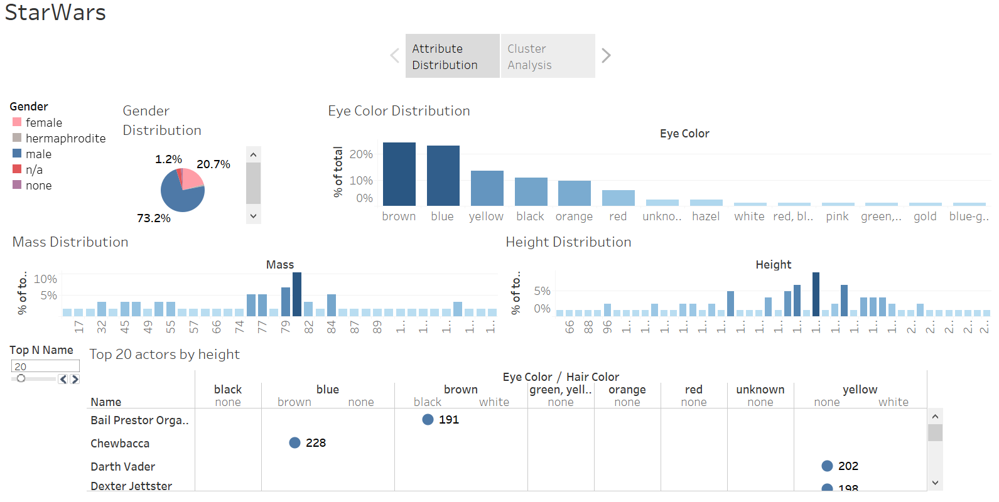 StarWars
Attribute
Distribution
Cluster
Analysis
Gender
female
hermaphrodite
male
n/a
none
Gender
Distribution
1.2%
20.7%
73.2%
Eye Color Distribution
Eye Color
% of total
20%
10%
0%
brown blue yellow black orange red unkno.. hazel white red, bl.. pink green,.. gold blue-g..
Mass Distribution
Mass
% of to..
10%
5%
17 32 45 49 55 57 66 74 77 79 82 84 87 89 1.. 1.. 1.. 1.. 1..
Height Distribution
Height
% of to..
5%
0%
66 88 96 1.. 1.. 1.. 1.. 1.. 1.. 1.. 1.. 1.. 1.. 1.. 1.. 1.. 1.. 1.. 2.. 2.. 2.. 2.. 2..
Top N Name
20
Top 20 actors by height
Eye Color / Hair Color
black blue brown green, yell.. orange red unknown yellow
Name none brown none black white none none none none none white
Bail Prestor Orga.. 191
Chewbacca 228
Darth Vader 202
Dexter Jettster 198